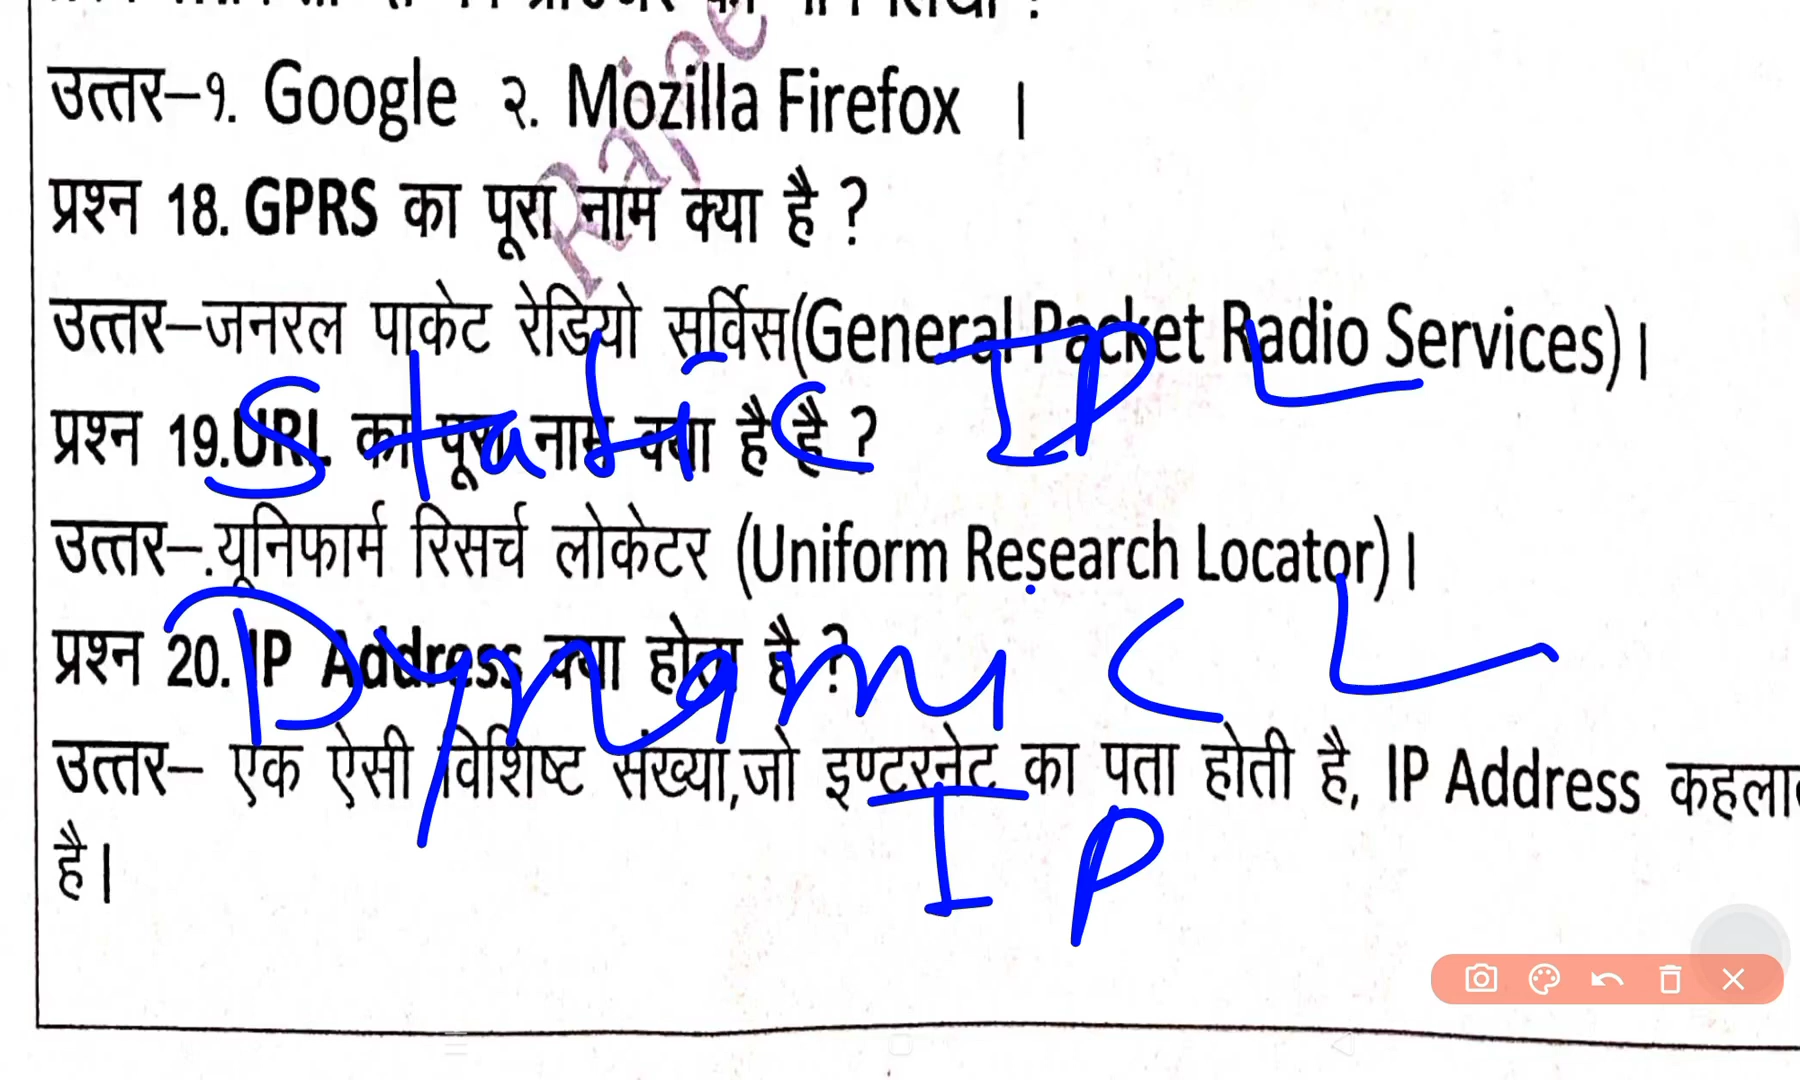 उत्तर–१. Google २. Mozilla Firefox ।
प्रश्न 18. GPRS का पूरा नाम क्या है ?
उत्तर–जनरल पाकेट रेडियो सर्विस(General Packet Radio Services) ।
Static IP
प्रश्न 19.URL का पूरा नाम क्या है है ?
उत्तर–.यूनिफार्म रिसर्च लोकेटर (Uniform Research Locator) ।
Dynamic
प्रश्न 20. IP Address क्या होता है ?
उत्तर– एक ऐसी विशिष्ट संख्या,जो इण्टरनेट का पता होती है, IP Address
है।
IP